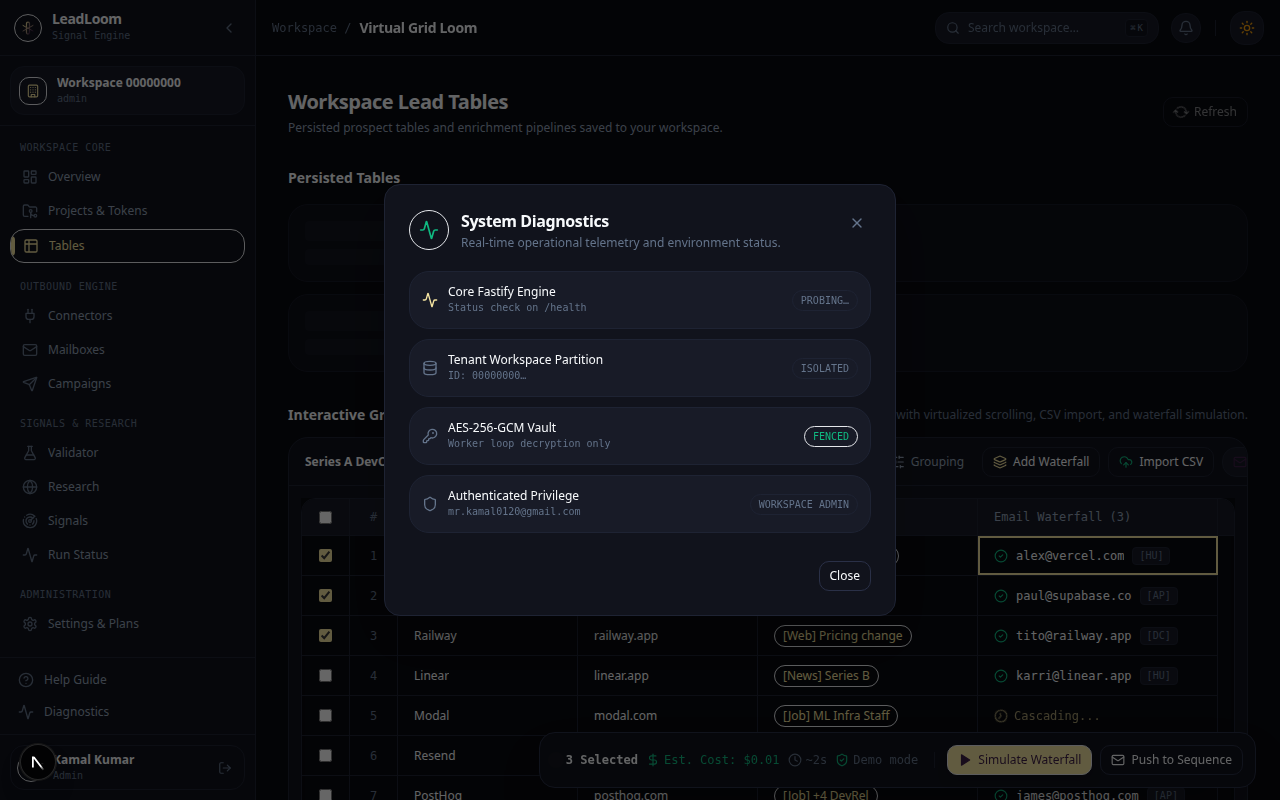 LeadLoom
Signal Engine
Workspace 00000000
admin
WORKSPACE CORE
Overview
Projects & Tokens
Tables
OUTBOUND ENGINE
Connectors
Mailboxes
Campaigns
SIGNALS & RESEARCH
Validator
Research
Signals
Run Status
ADMINISTRATION
Settings & Plans
Help Guide
Diagnostics
Kamal Kumar
Admin
Workspace / Virtual Grid Loom
Search workspace...
⌘K
Workspace Lead Tables
Persisted prospect tables and enrichment pipelines saved to your workspace.
Refresh
Persisted Tables
System Diagnostics
Real-time operational telemetry and environment status.
Core Fastify Engine
Status check on /health
PROBING…
Tenant Workspace Partition
ID: 00000000…
ISOLATED
AES-256-GCM Vault
Worker loop decryption only
FENCED
Authenticated Privilege
mr.kamal0120@gmail.com
WORKSPACE ADMIN
Close
Interactive Gr
with virtualized scrolling, CSV import, and waterfall simulation.
Series A DevO
Grouping
Add Waterfall
Import CSV
# Email Waterfall (3)
1 ) alex@vercel.com [HU]
2 paul@supabase.co [AP]
3 Railway railway.app [Web] Pricing change tito@railway.app [DC]
4 Linear linear.app [News] Series B karri@linear.app [HU]
5 Modal modal.com [Job] ML Infra Staff Cascading...
6 Resend
7 PostHog posthog.com [Job] +4 DevRel james@posthog.com [AP]
3 Selected Est. Cost: $0.01 ~2s Demo mode
Simulate Waterfall
Push to Sequence